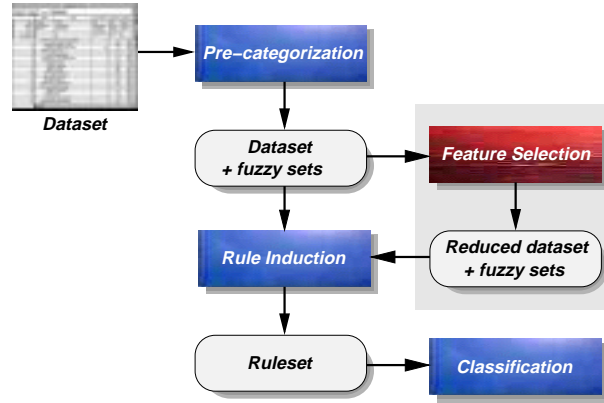 Pre-categorization
Dataset
Dataset
+ fuzzy sets
Feature Selection
Rule Induction
Reduced dataset
+ fuzzy sets
Ruleset
Classification